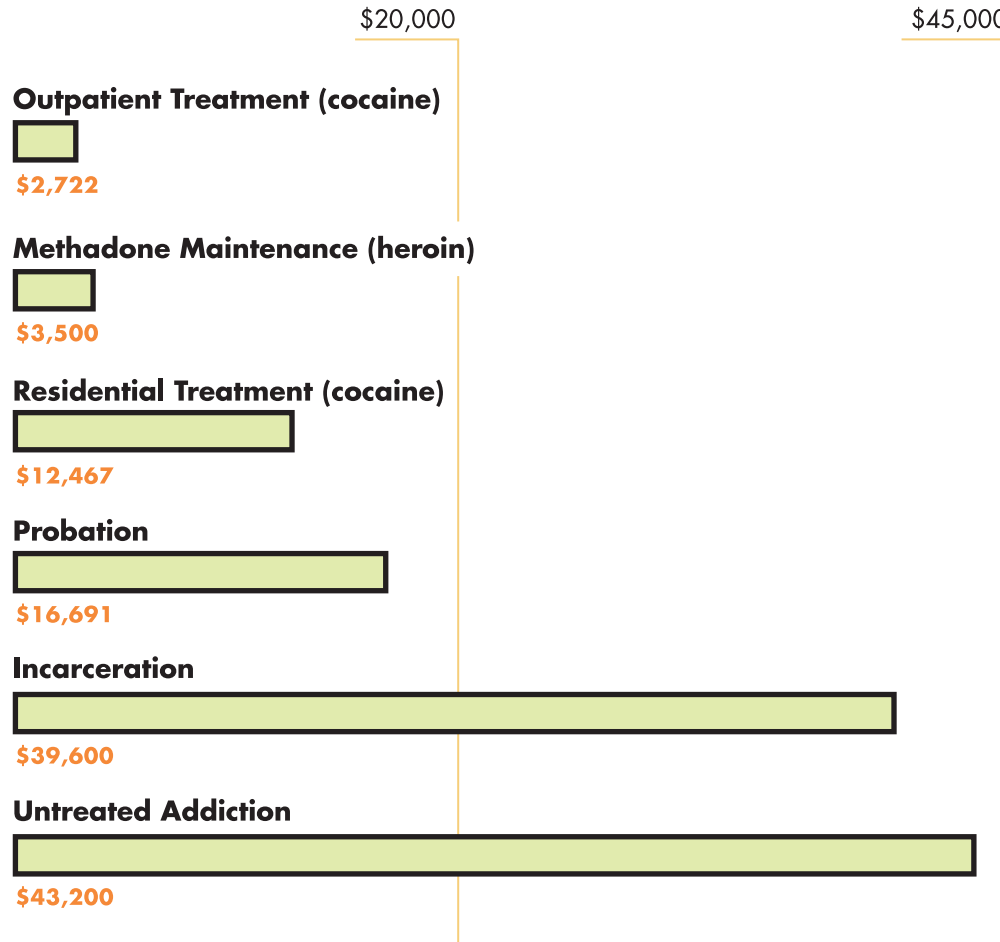 $20,000
$45,000
Outpatient Treatment (cocaine)
$2,722
Methadone Maintenance (heroin)
$3,500
Residential Treatment (cocaine)
$12,467
Probation
$16,691
Incarceration
$39,600
Untreated Addiction
$43,200